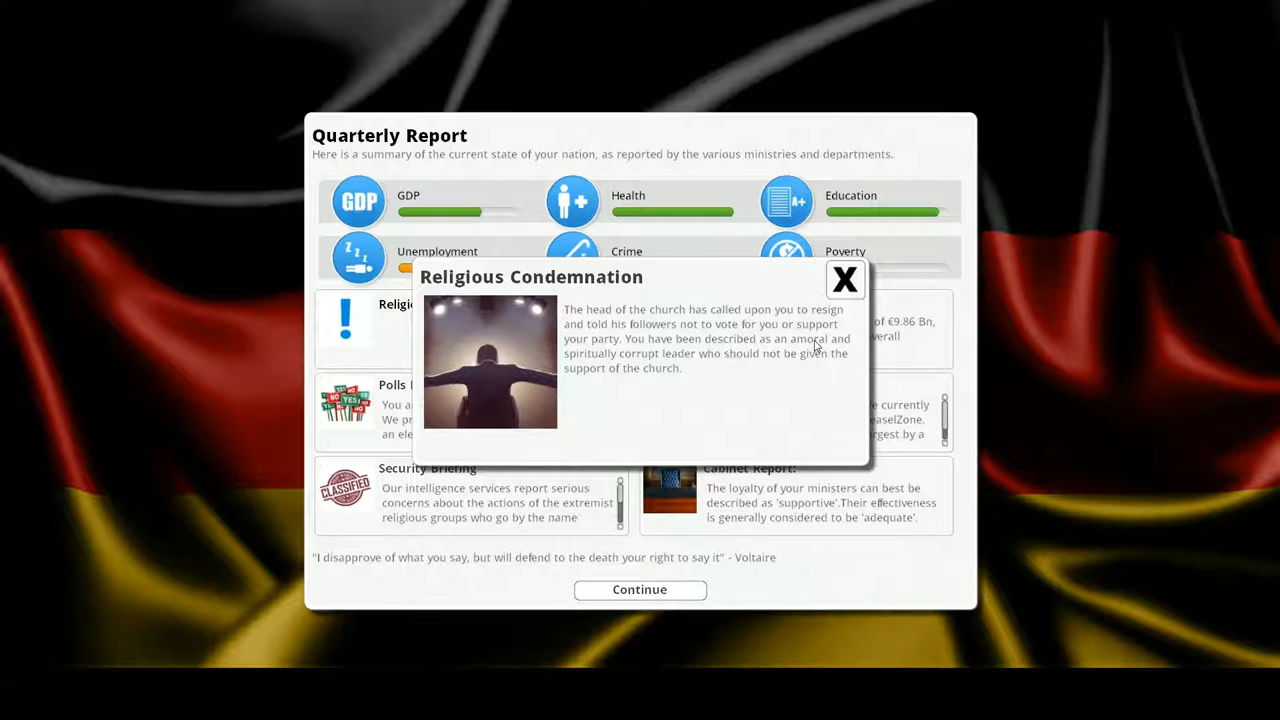 Quarterly Report
Here is a summary of the current state of your nation, as reported by the various ministries and departments.
GDP
GDP
Health
A+
Education
Unemployment
Crime
Poverty
Religious Condemnation
X
The head of the church has called upon you to resign
and told his followers not to vote for you or support
your party. You have been described as an amoral and
spiritually corrupt leader who should not be given the
support of the church.
of €9.86 Bn,
Polls
You a
We pr
an ele
currently
Security Briefing
Our intelligence services report serious
concerns about the actions of the extremist
religious groups who go by the name
CLASSIFIED
Cabinet Report:
The loyalty of your ministers can best be
described as 'supportive'.Their effectiveness
is generally considered to be 'adequate'.
"I disapprove of what you say, but will defend to the death your right to say it" - Voltaire
Continue